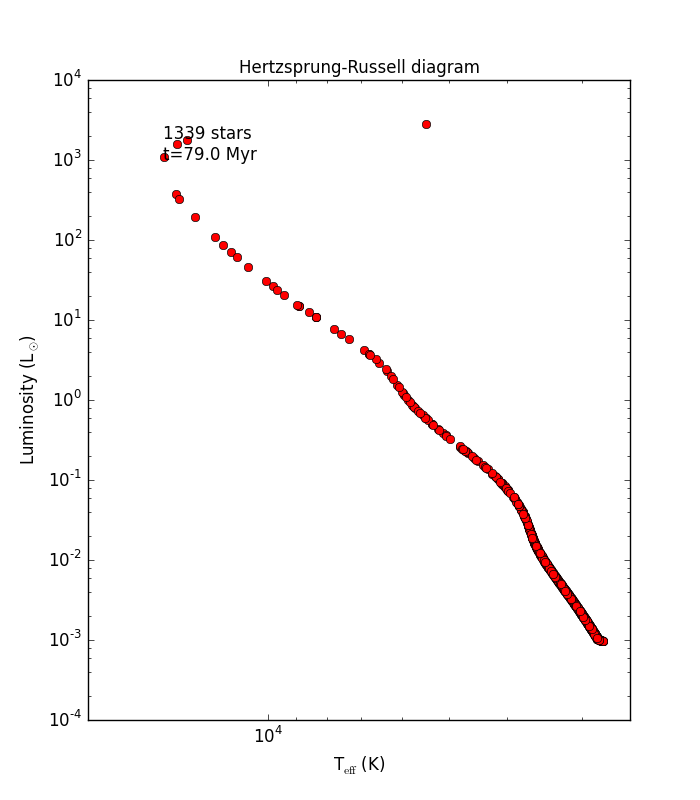 Hertzsprung-Russell diagram
10^4
1339 stars
t=79.0 Myr
10^3
10^2
10^1
10^0
10^-1
10^-2
10^-3
10^-4
Luminosity (L_⊙)
10^4
T_eff (K)